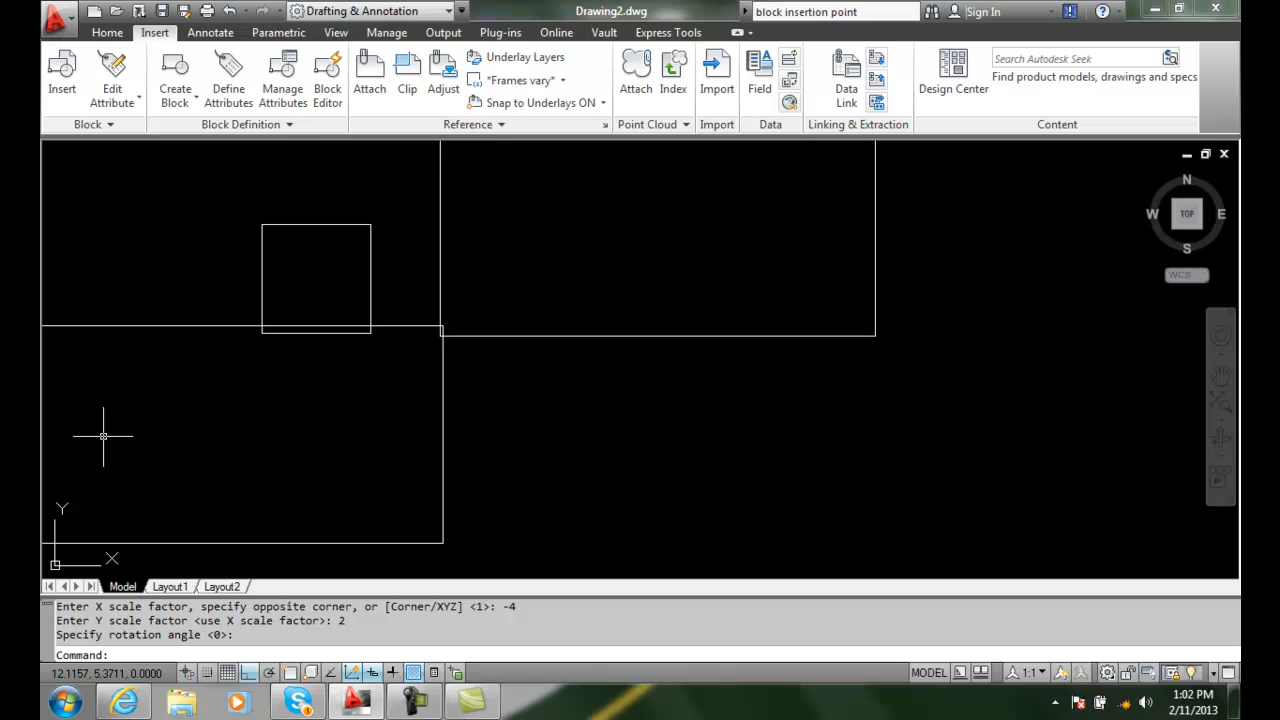 Drafting & Annotation
Drawing2.dwg
block insertion point
Sign In
Home Insert Annotate Parametric View Manage Output Plug-ins Online Vault Express Tools
Insert
Edit Attribute
Create Block
Define Attributes
Manage Attributes
Block Editor
Attach
Clip
Adjust
Underlay Layers
*Frames vary*
Snap to Underlays ON
Attach
Index
Import
Field
Data Link
Design Center
Search Autodesk Seek
Find product models, drawings and specs
Block
Block Definition
Reference
Point Cloud
Import
Data
Linking & Extraction
Content
N
W TOP E
S
WCS
Y
X
Model Layout1 Layout2
Enter X scale factor, specify opposite corner, or [Corner/XYZ] <1>: -4
Enter Y scale factor <use X scale factor>: 2
Specify rotation angle <0>:
Command:
12.1157, 5.3711, 0.0000
MODEL
1:1
1:02 PM
2/11/2013